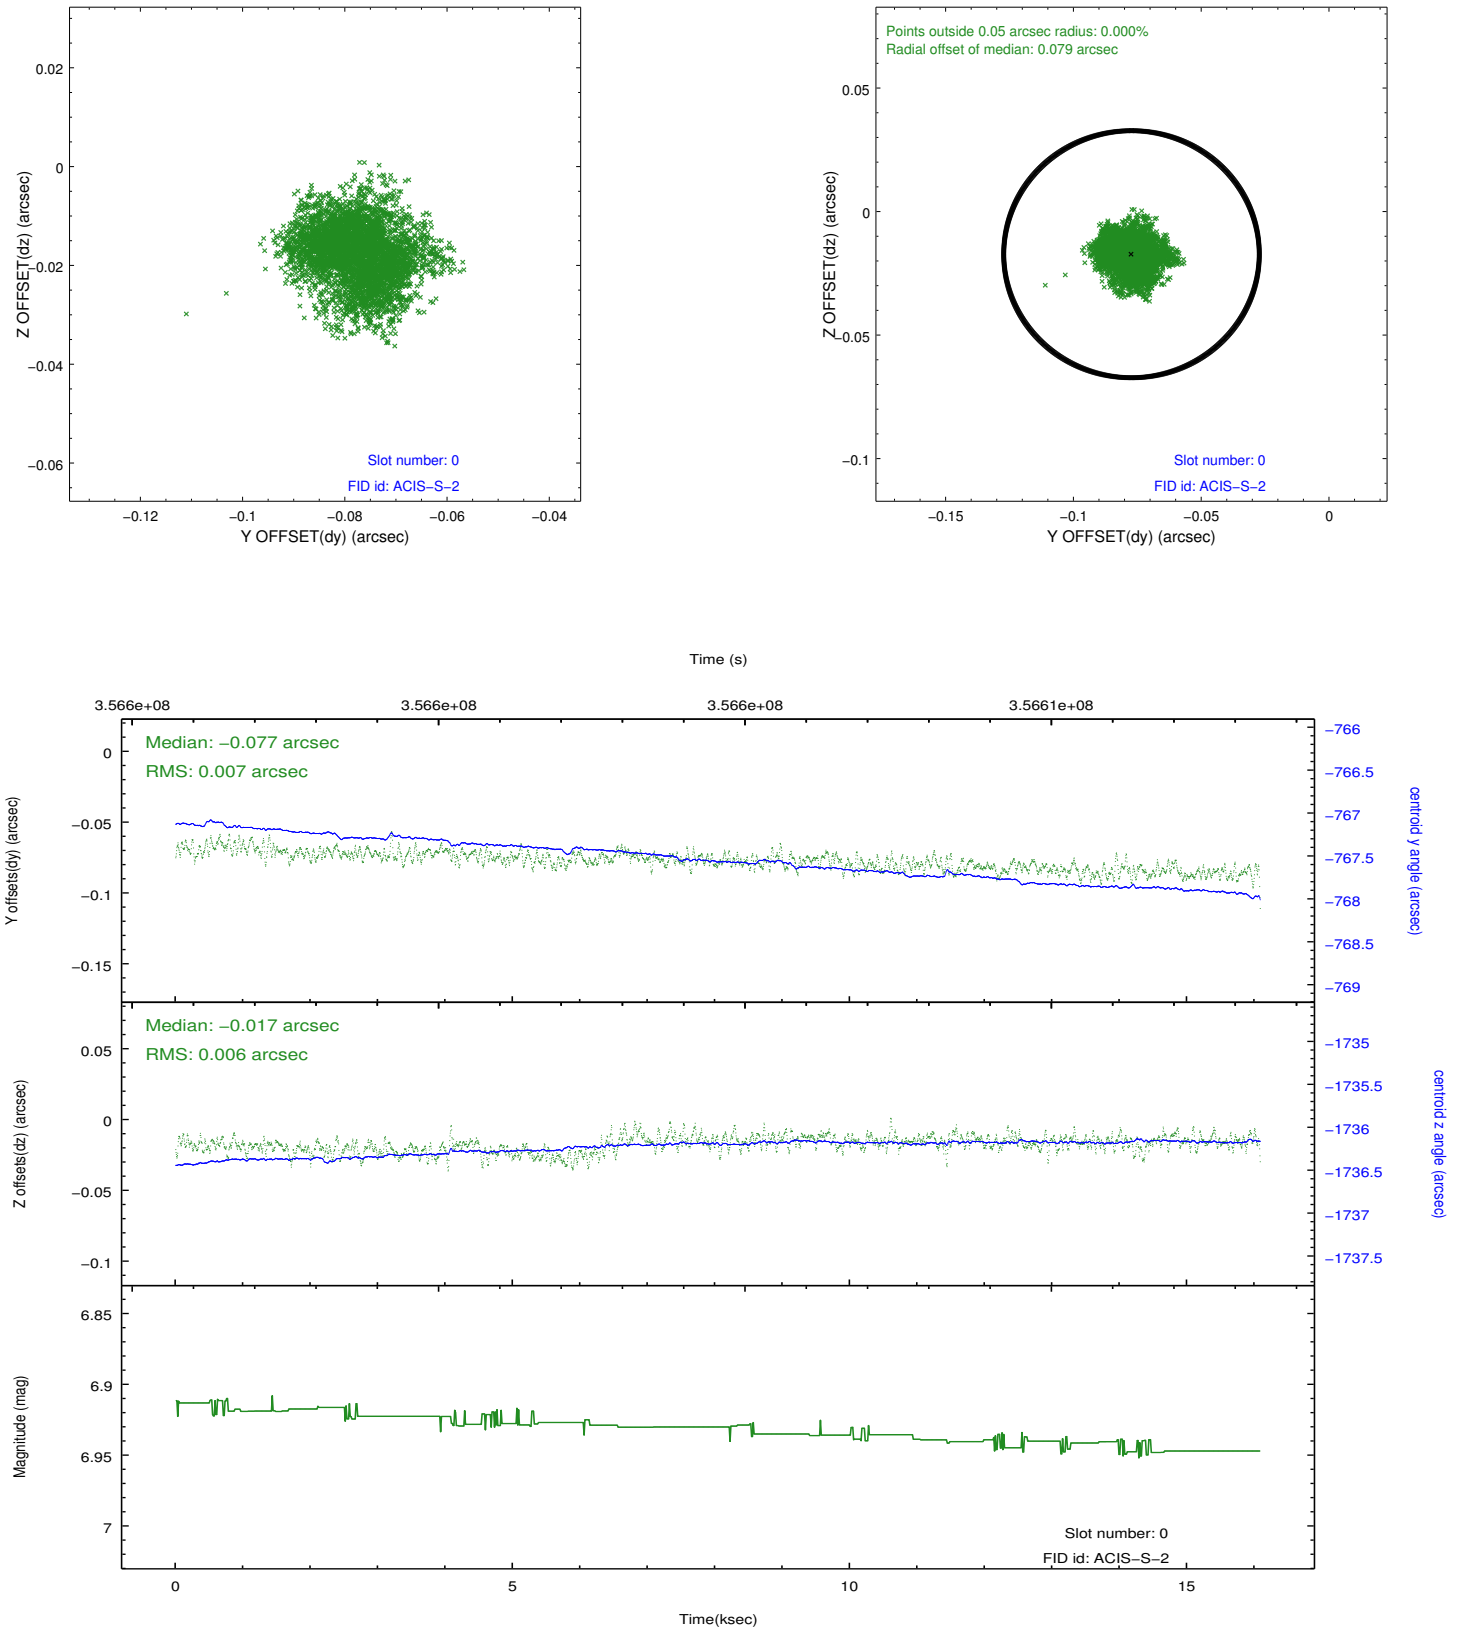 0.02
0
−0.02
−0.04
−0.06
Z OFFSET(dz) (arcsec)
Slot number: 0
FID id: ACIS−S−2
−0.12
−0.1
−0.08
−0.06
−0.04
Y OFFSET(dy) (arcsec)
Points outside 0.05 arcsec radius: 0.000%
Radial offset of median: 0.079 arcsec
0.05
0
−0.05
−0.1
Z OFFSET(dz) (arcsec)
Slot number: 0
FID id: ACIS−S−2
−0.15
−0.1
−0.05
0
Y OFFSET(dy) (arcsec)
Time (s)
3.566e+08
3.566e+08
3.566e+08
3.5661e+08
Median: −0.077 arcsec
RMS: 0.007 arcsec
0
−0.05
−0.1
−0.15
Y offsets(dy) (arcsec)
−766
−766.5
−767
−767.5
−768
−768.5
−769
centroid y angle (arcsec)
Median: −0.017 arcsec
RMS: 0.006 arcsec
0.05
0
−0.05
−0.1
Z offsets(dz) (arcsec)
−1735
−1735.5
−1736
−1736.5
−1737
−1737.5
centroid z angle (arcsec)
6.85
6.9
6.95
7
Magnitude (mag)
Slot number: 0
FID id: ACIS−S−2
0
5
10
15
Time(ksec)